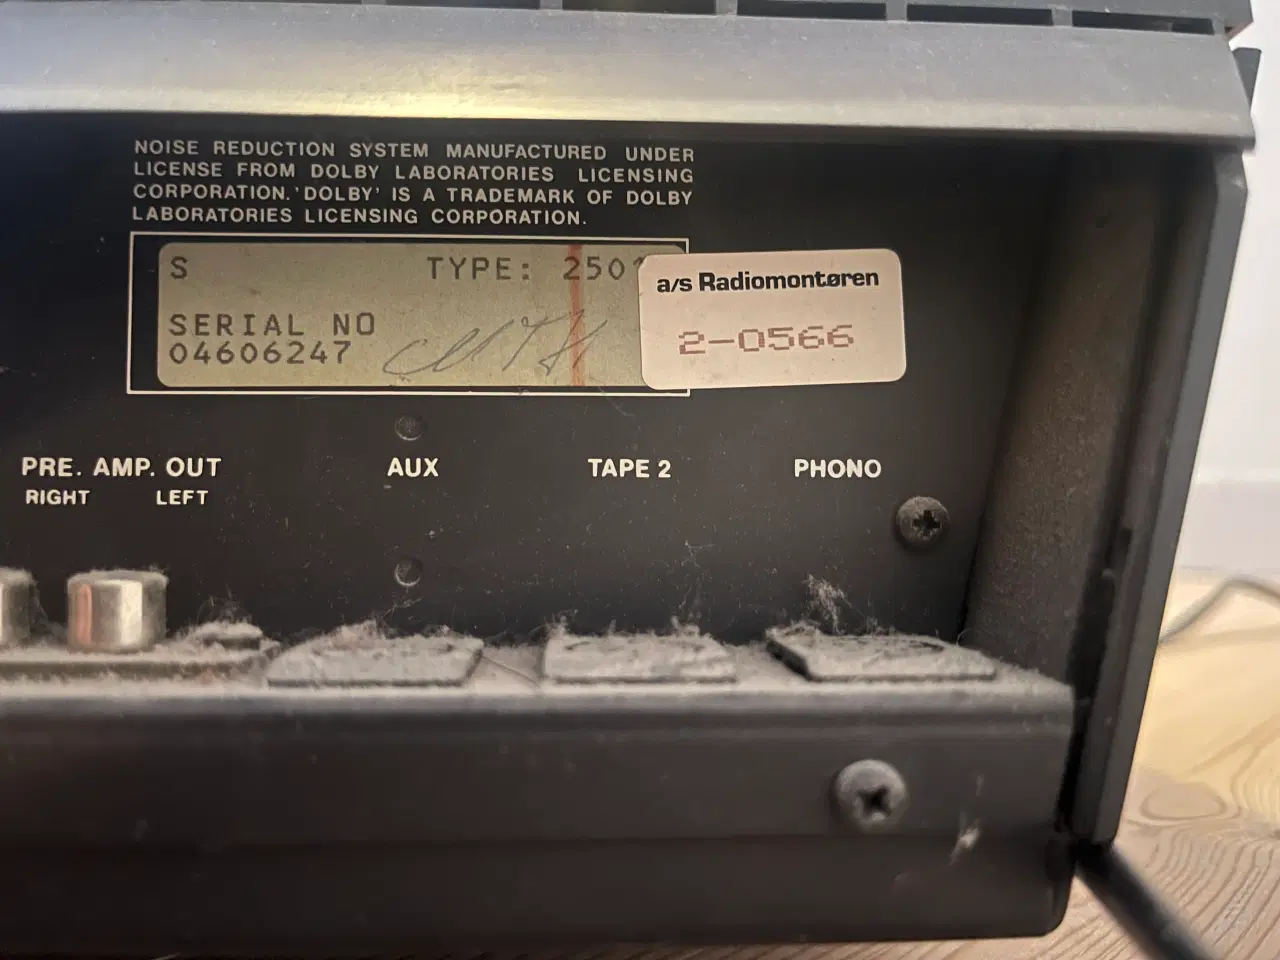 NOISE REDUCTION SYSTEM MANUFACTURED UNDER
LICENSE FROM DOLBY LABORATORIES LICENSING
CORPORATION. 'DOLBY' IS A TRADEMARK OF DOLBY
LABORATORIES LICENSING CORPORATION.
S TYPE:
SERIAL NO
04606247
a/s Radiomontøren
2-0566
PRE. AMP. OUT AUX TAPE 2 PHONO
RIGHT LEFT